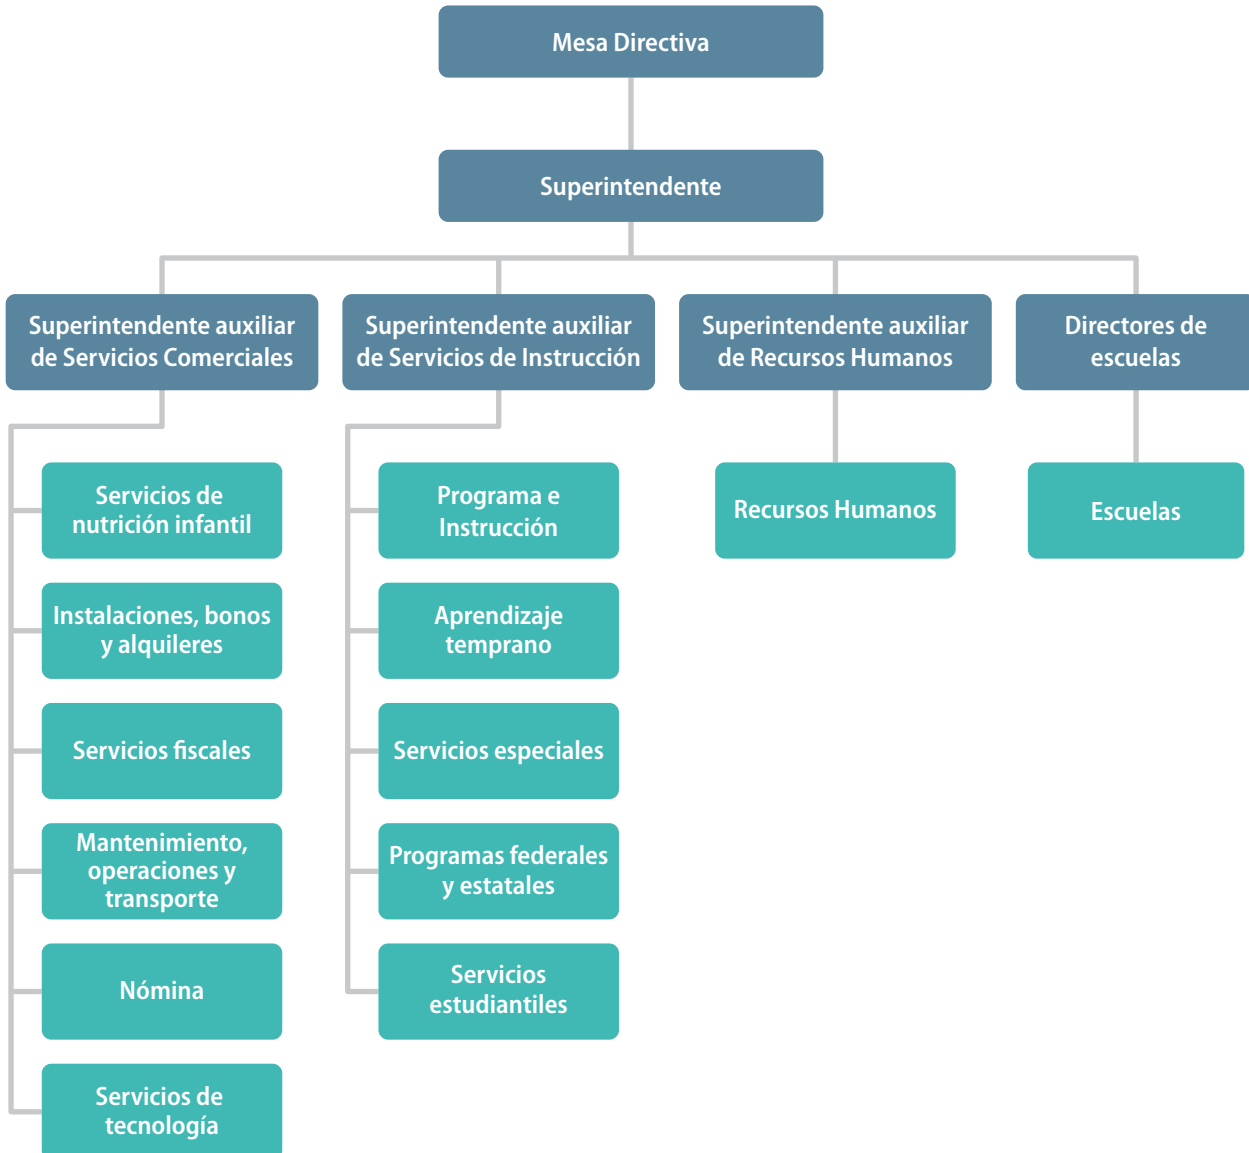 Mesa Directiva
Superintendente
Superintendente auxiliar
de Servicios Comerciales
Superintendente auxiliar
de Servicios de Instrucción
Superintendente auxiliar
de Recursos Humanos
Directores de
escuelas
Servicios de
nutrición infantil
Instalaciones, bonos
y alquileres
Servicios fiscales
Mantenimiento,
operaciones y
transporte
Nómina
Servicios de
tecnología
Programa e
Instrucción
Aprendizaje
temprano
Servicios especiales
Programas federales
y estatales
Servicios
estudiantiles
Recursos Humanos
Escuelas